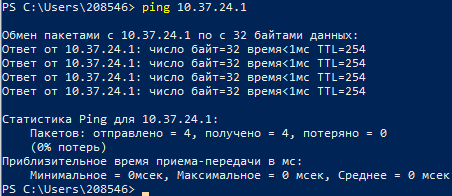 PS C:\Users\208546> ping 10.37.24.1
Обмен пакетами с 10.37.24.1 по с 32 байтами данных:
Ответ от 10.37.24.1: число байт=32 время<1мс TTL=254
Ответ от 10.37.24.1: число байт=32 время<1мс TTL=254
Ответ от 10.37.24.1: число байт=32 время<1мс TTL=254
Ответ от 10.37.24.1: число байт=32 время<1мс TTL=254
Статистика Ping для 10.37.24.1:
Пакетов: отправлено = 4, получено = 4, потеряно = 0
(0% потерь)
Приблизительное время приема-передачи в мс:
Минимальное = 0мсек, Максимальное = 0 мсек, Среднее = 0 мсек
PS C:\Users\208546>